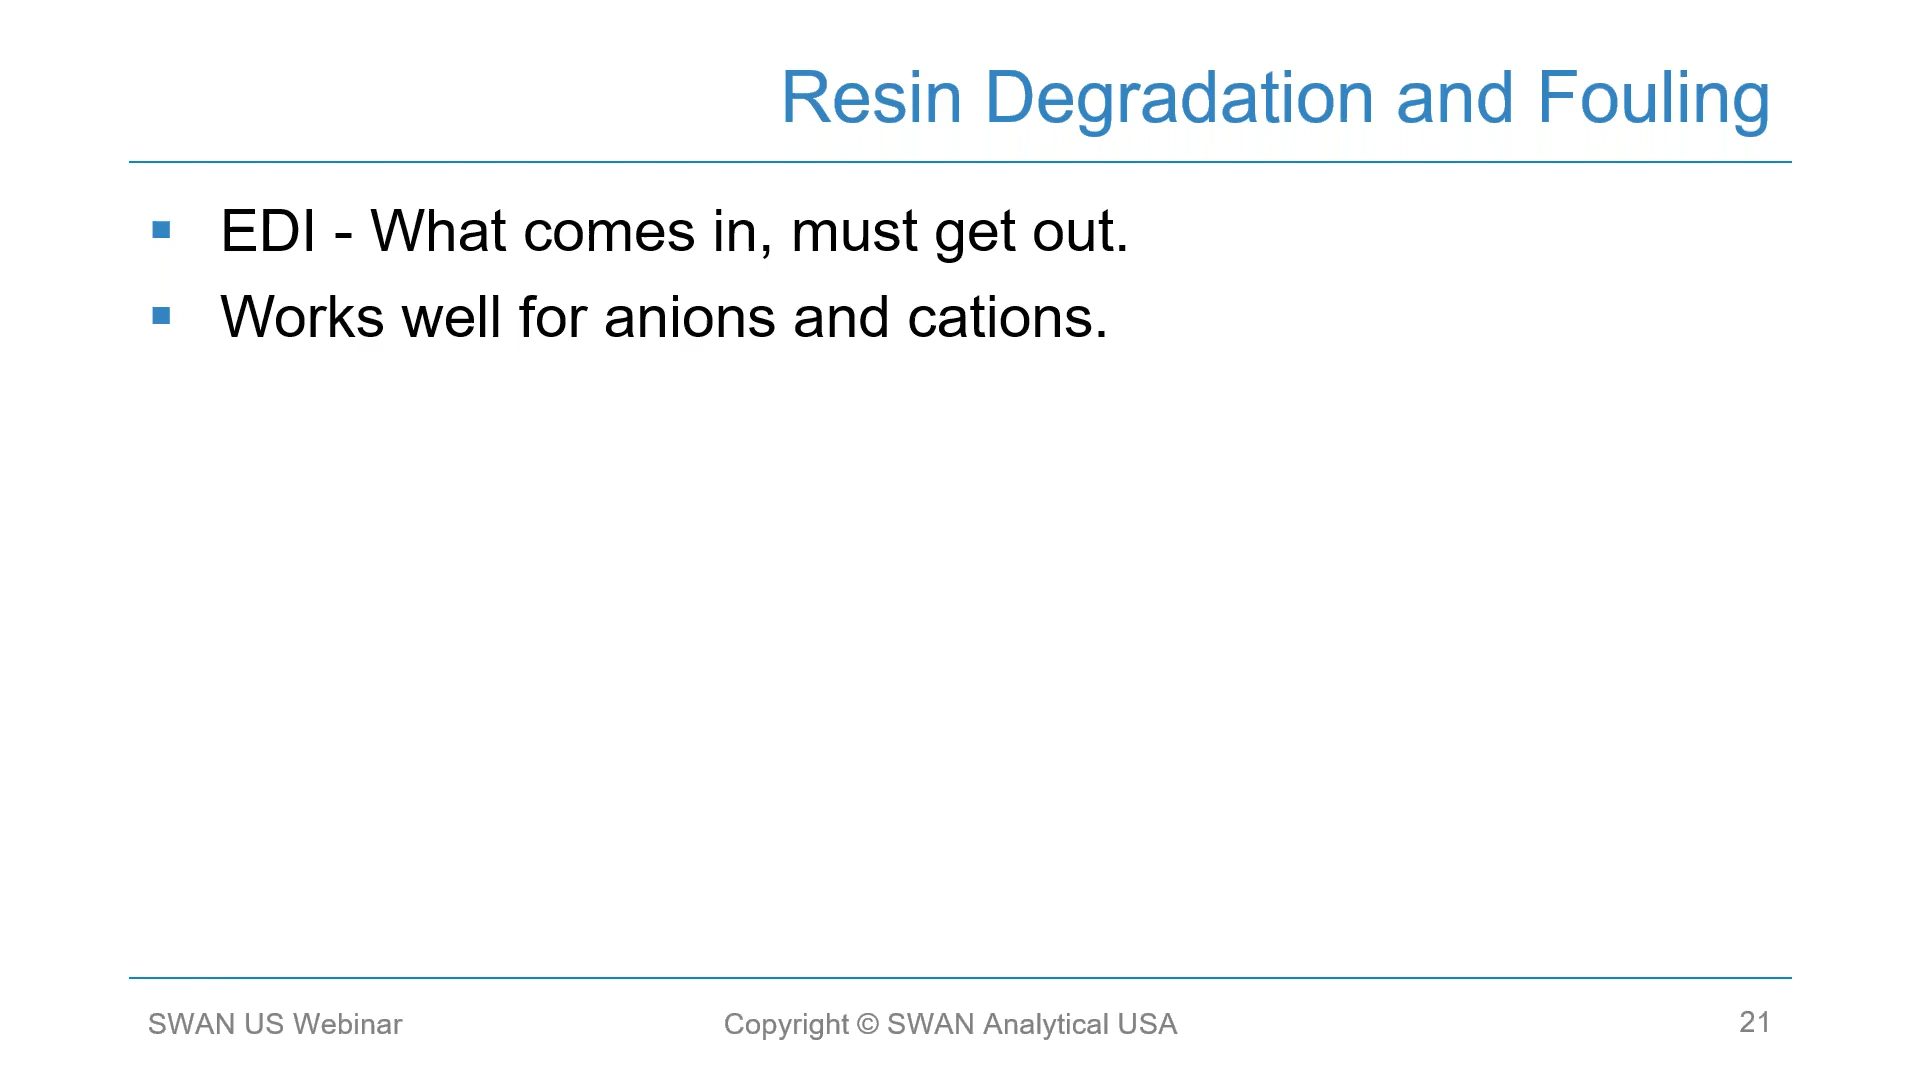 Resin Degradation and Fouling
▪ EDI - What comes in, must get out.
▪ Works well for anions and cations.
SWAN US Webinar
Copyright © SWAN Analytical USA
21